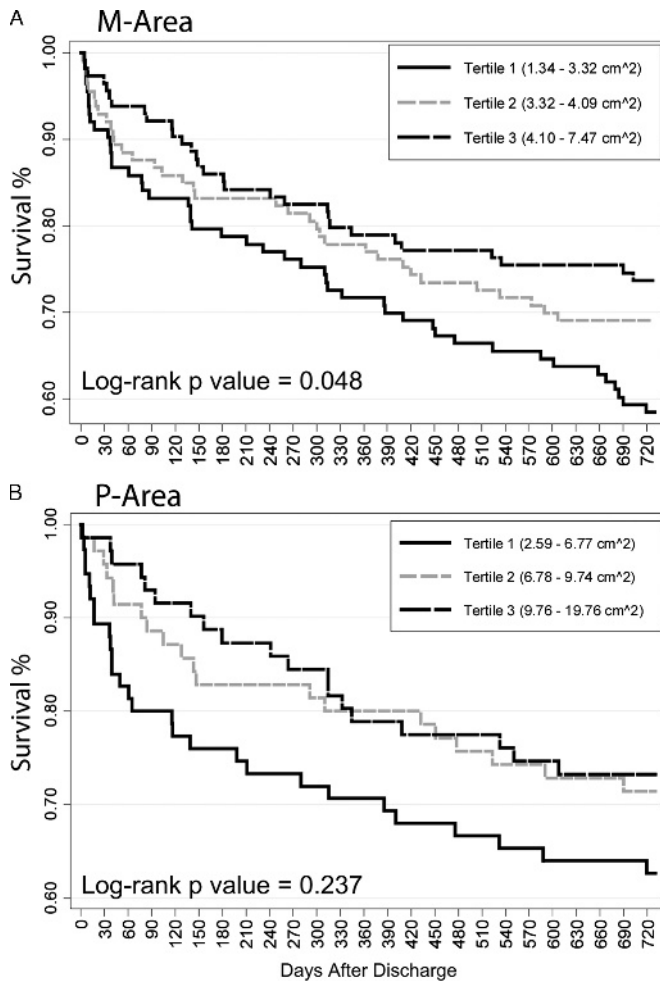 A
M-Area
Survival %
1.00
0.90
0.80
0.70
0.60
Tertile 1 (1.34 - 3.32 cm^2)
Tertile 2 (3.32 - 4.09 cm^2)
Tertile 3 (4.10 - 7.47 cm^2)
Log-rank p value = 0.048
0 30 60 90 120 150 180 210 240 270 300 330 360 390 420 450 480 510 540 570 600 630 660 690 720
B
P-Area
Survival %
1.00
0.90
0.80
0.70
0.60
Tertile 1 (2.59 - 6.77 cm^2)
Tertile 2 (6.78 - 9.74 cm^2)
Tertile 3 (9.76 - 19.76 cm^2)
Log-rank p value = 0.237
0 30 60 90 120 150 180 210 240 270 300 330 360 390 420 450 480 510 540 570 600 630 660 690 720
Days After Discharge